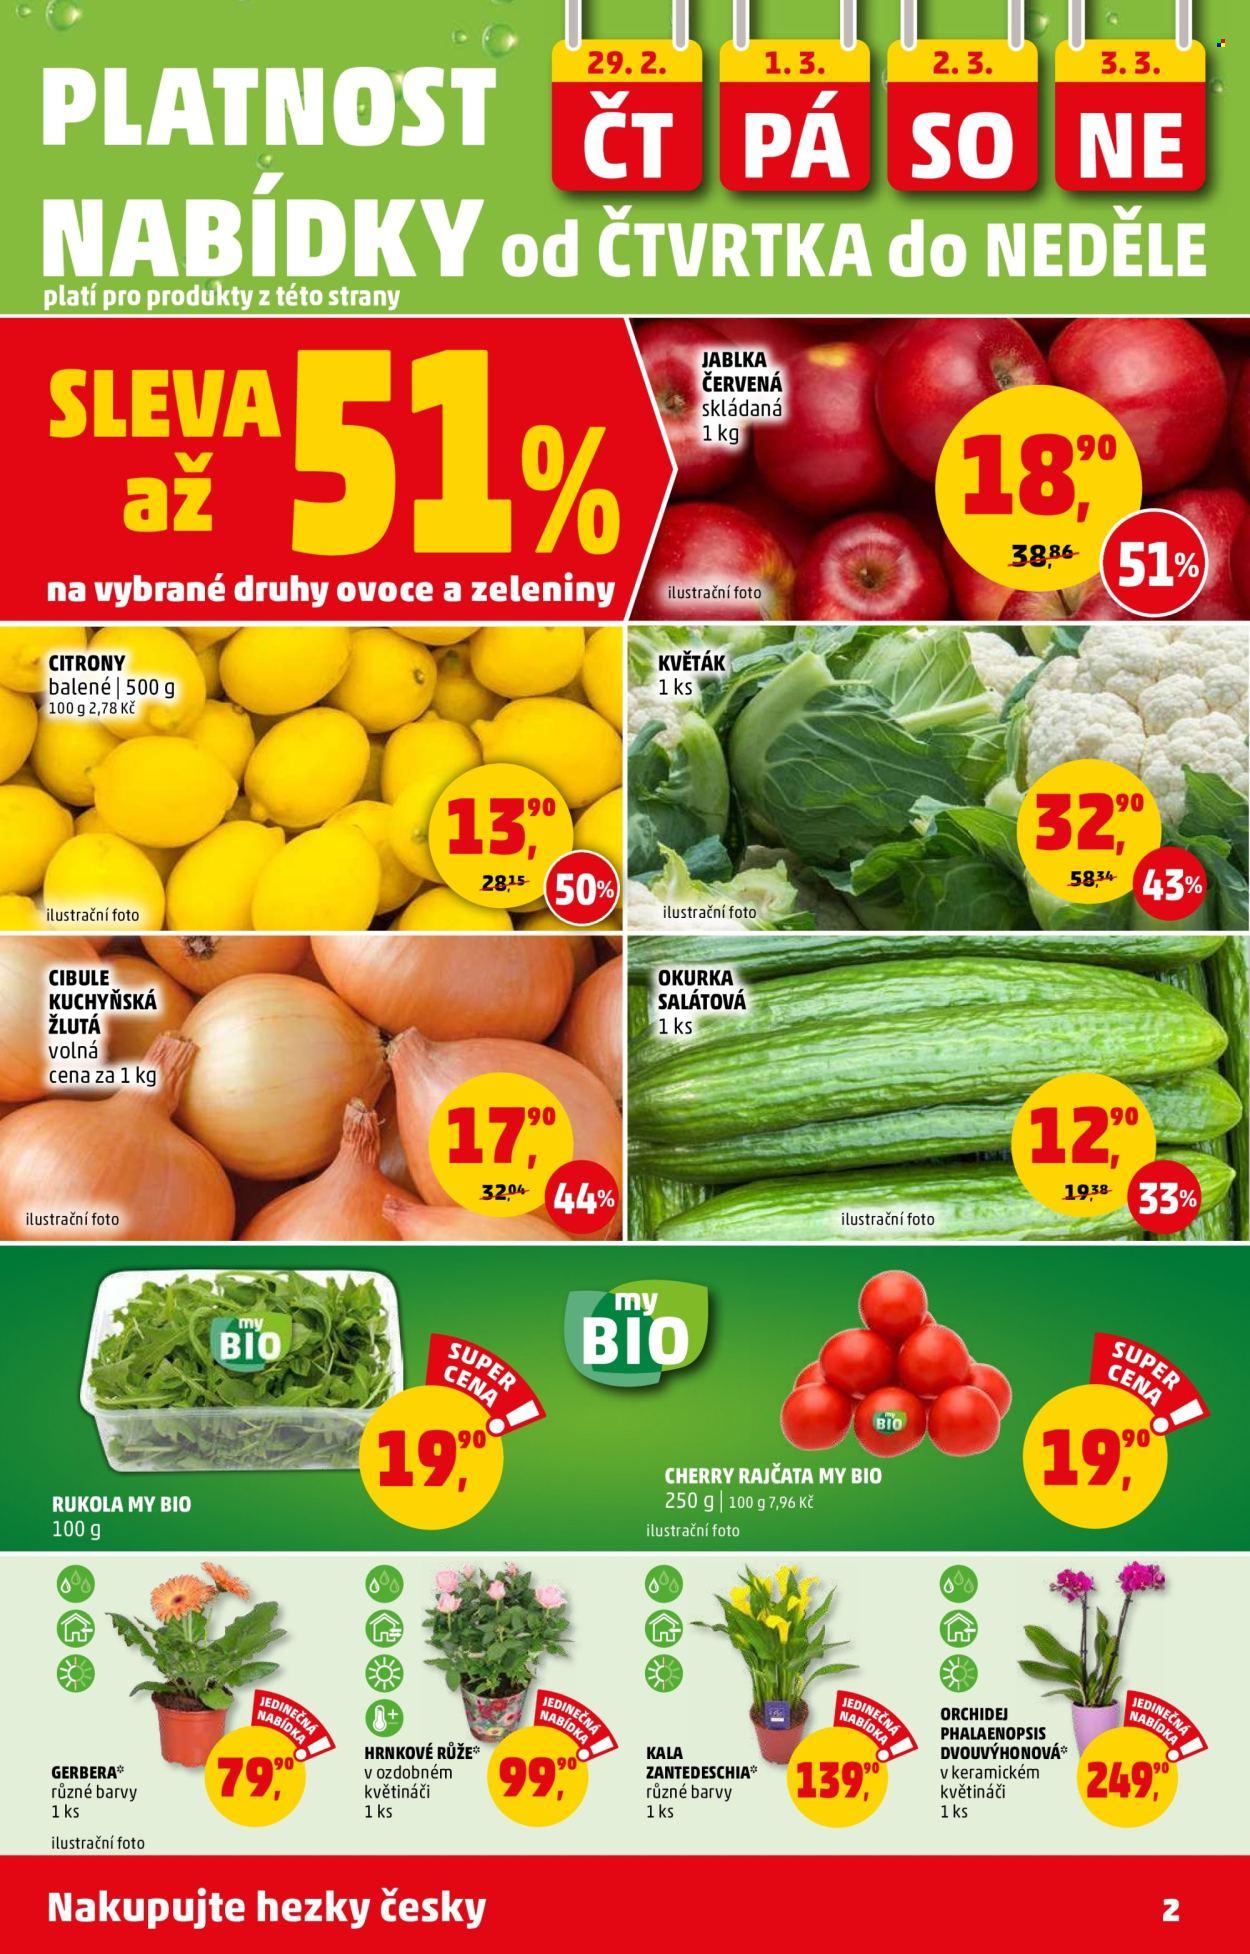 PLATNOST
NABÍDKY od ČTVRTKA do NEDĚLE
platí pro produkty z této strany
29. 2.
ČT
1. 3.
PÁ
2. 3.
SO
3. 3.
NE
SLEVA
až
51%
na vybrané druhy ovoce a zeleniny
JABLKA
ČERVENÁ
skládaná
1 kg
18,90
38,86
51%
ilustrační foto
CITRONY
balené | 500 g
100 g 2,78 Kč
13,90
28,15
50%
ilustrační foto
KVĚTÁK
1 ks
32,90
58,34
43%
ilustrační foto
CIBULE
KUCHYŇSKÁ
ŽLUTÁ
volná
cena za 1 kg
17,90
32,04
44%
ilustrační foto
OKURKA
SALÁTOVÁ
1 ks
12,90
19,38
33%
ilustrační foto
my
BIO
SUPER
CENA
19,90
RUKOLA MY BIO
100 g
my
BIO
my
BIO
SUPER
CENA
19,90
CHERRY RAJČATA MY BIO
250 g | 100 g 7,96 Kč
ilustrační foto
JEDINEČNÁ
NABÍDKA
79,90
GERBERA*
různé barvy
1 ks
ilustrační foto
JEDINEČNÁ
NABÍDKA
99,90
HRNKOVÉ RŮŽE*
v ozdobném
květináči
1 ks
JEDINEČNÁ
NABÍDKA
139,90
KALA
ZANTEDESCHIA*
různé barvy
1 ks
ORCHIDEJ
PHALAENOPSIS
DVOUVÝHONOVÁ*
v keramickém
květináči
1 ks
JEDINEČNÁ
NABÍDKA
249,90
Nakupujte hezky česky
2